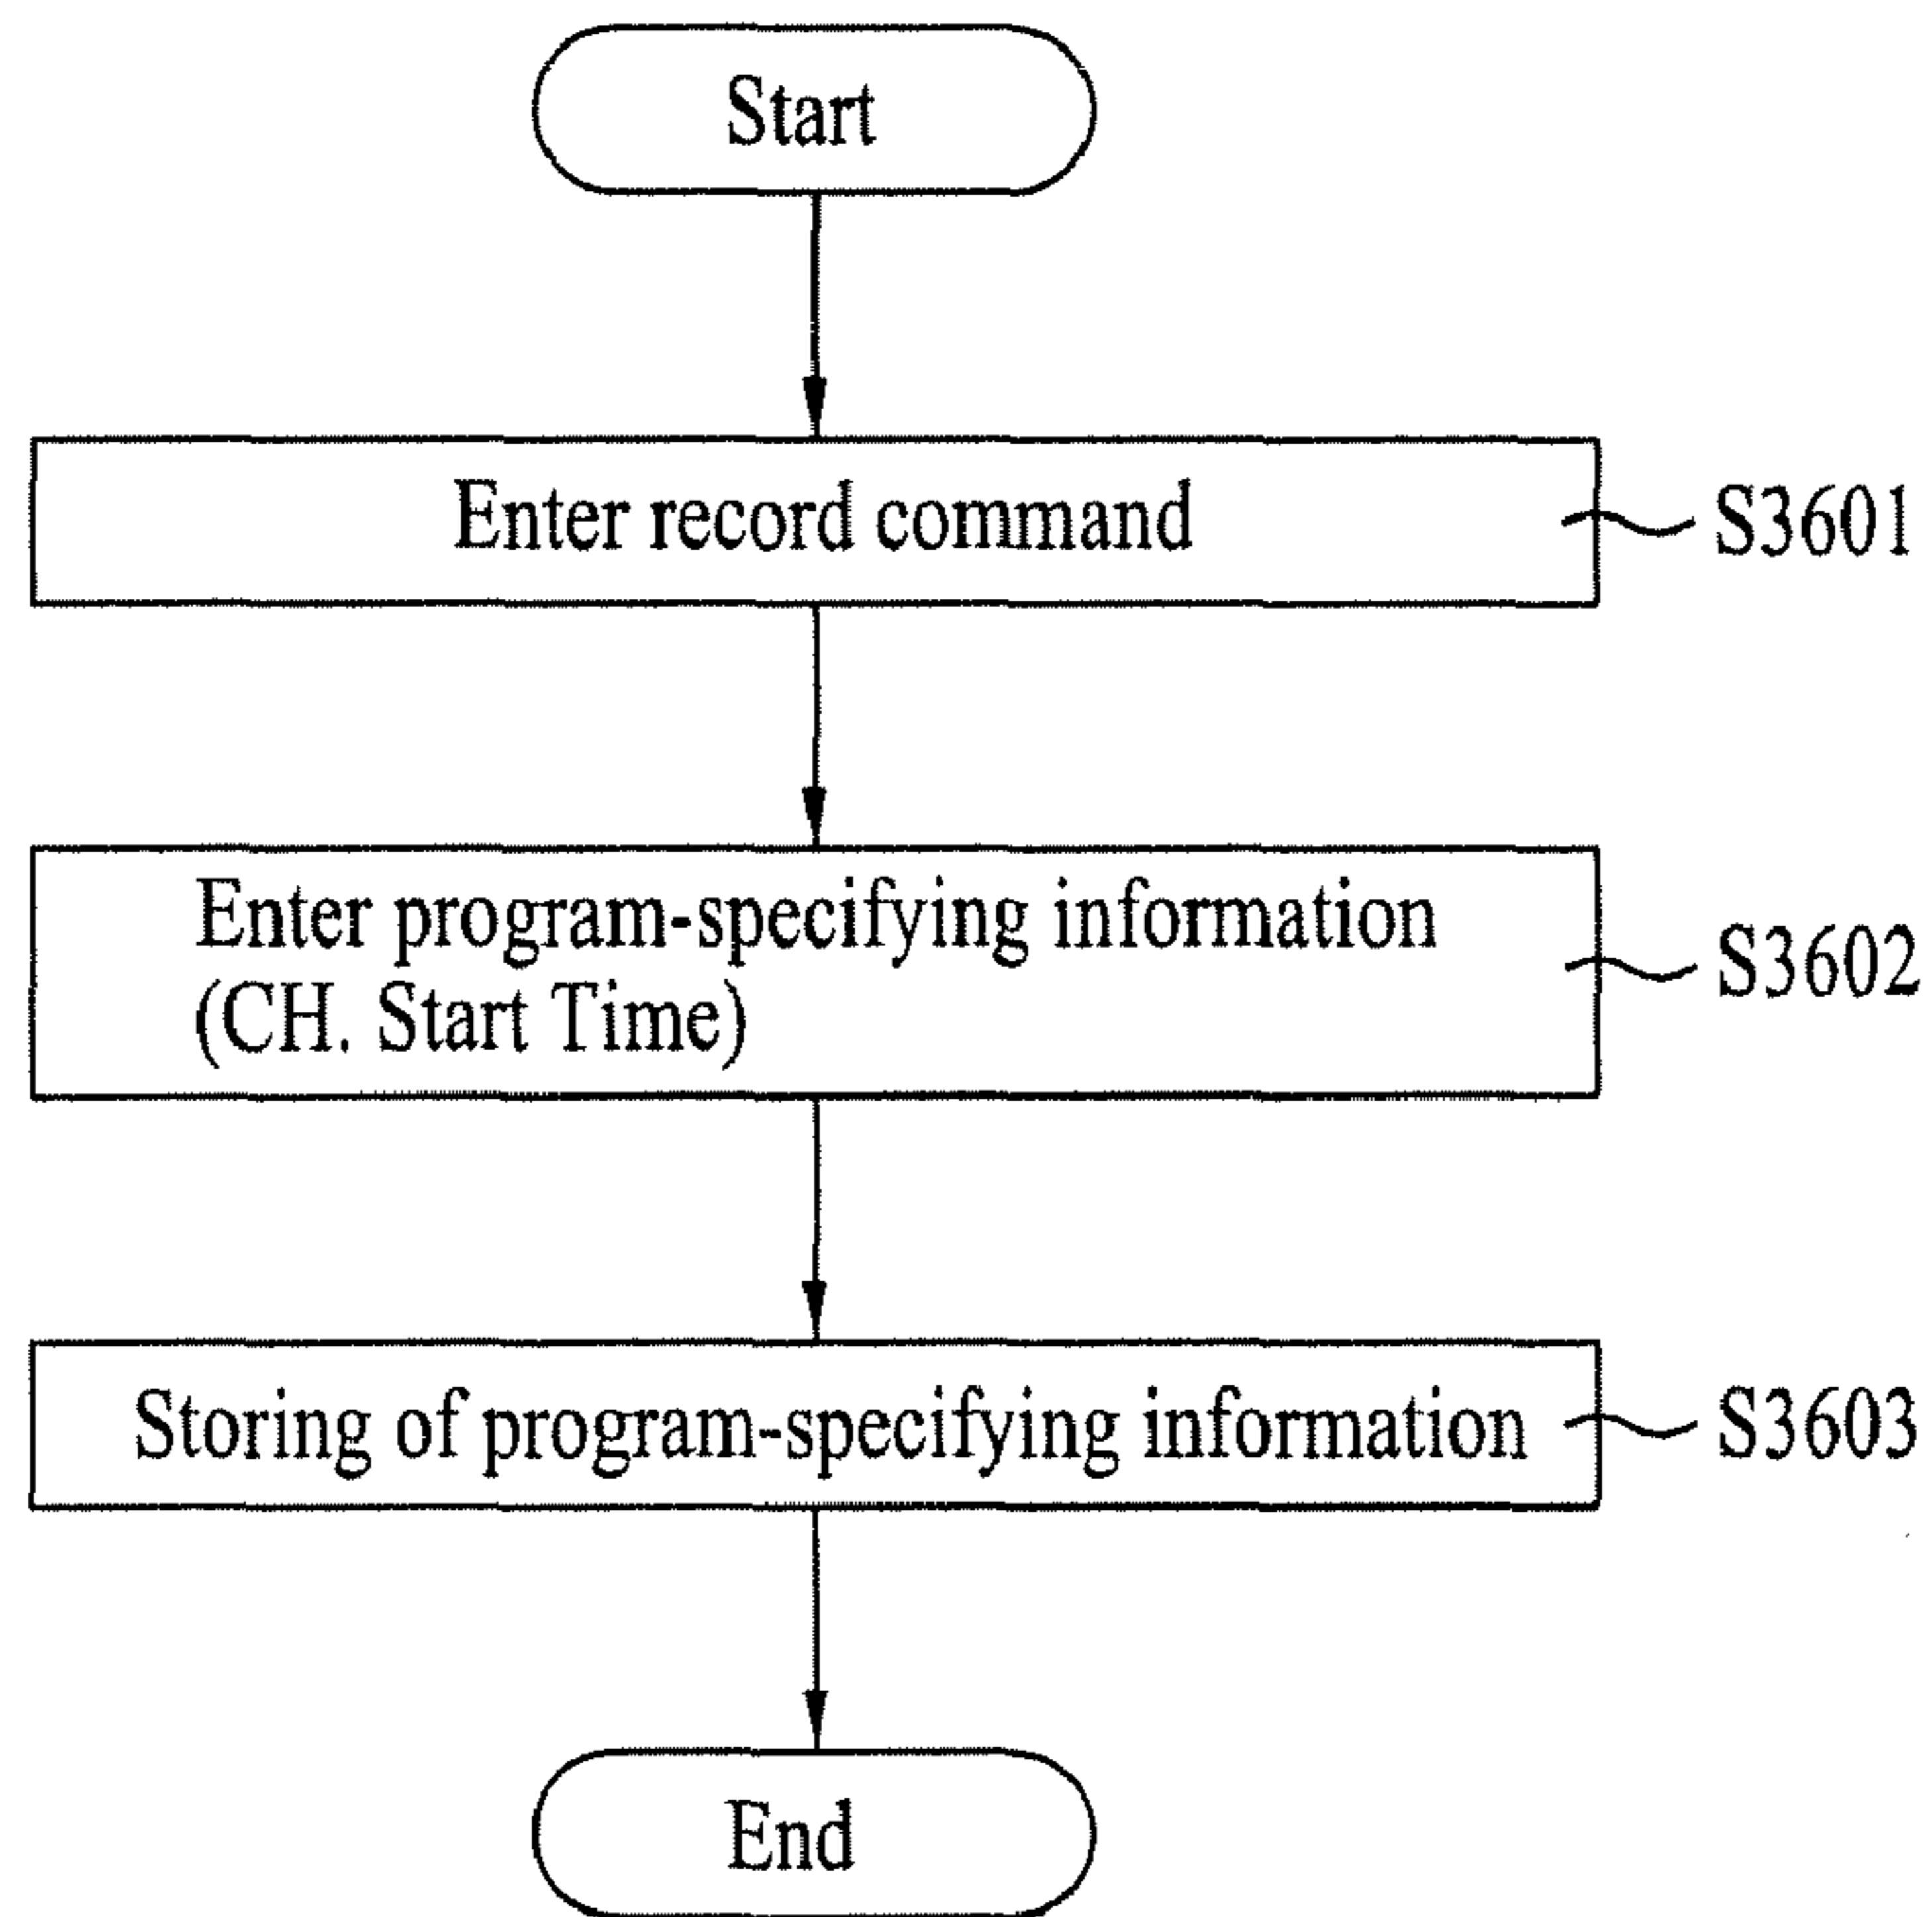 Start
Enter record command
S3601
Enter program-specifying information
(CH. Start Time)
S3602
Storing of program-specifying information
S3603
End